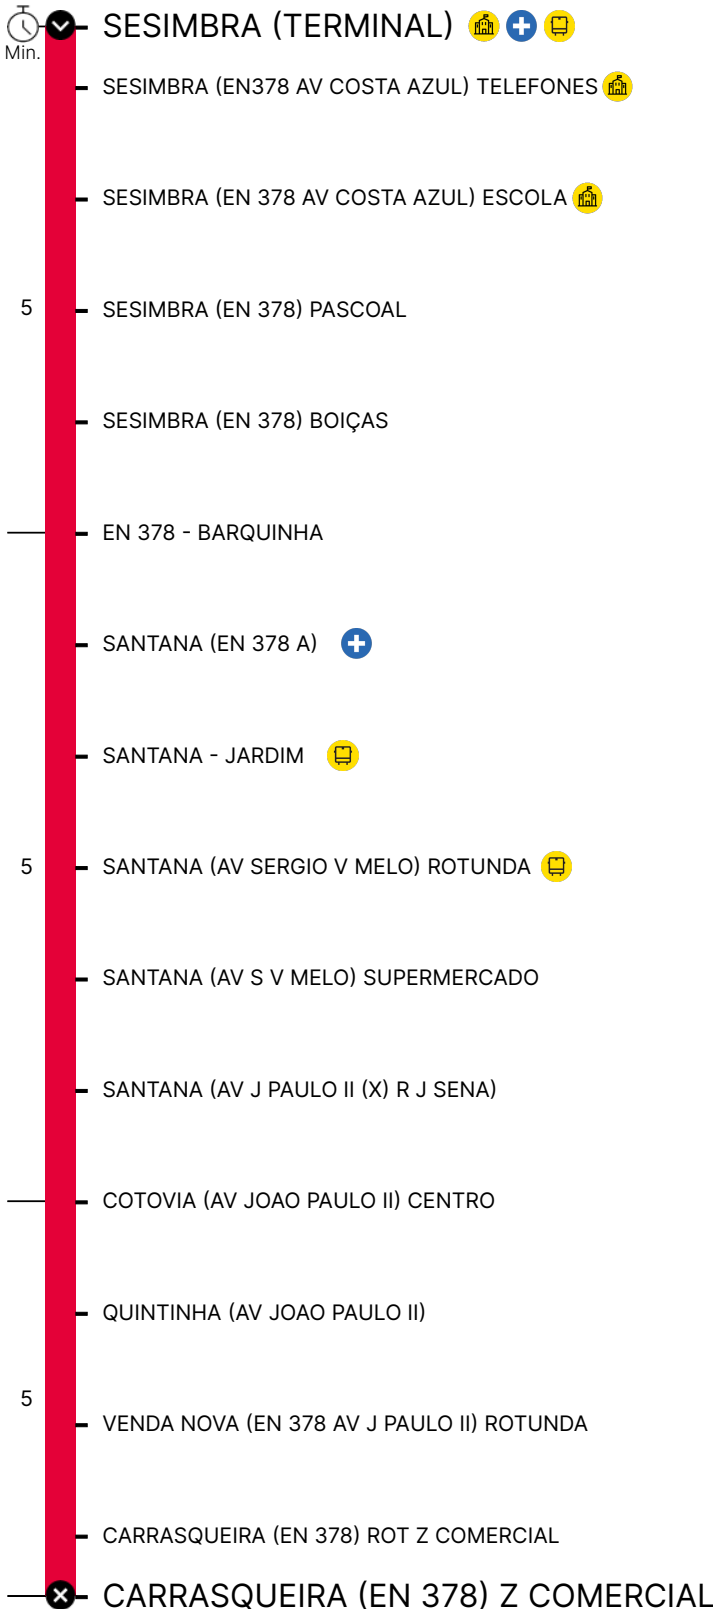 SESIMBRA (TERMINAL)
Min.
SESIMBRA (EN378 AV COSTA AZUL) TELEFONES
SESIMBRA (EN 378 AV COSTA AZUL) ESCOLA
5
SESIMBRA (EN 378) PASCOAL
SESIMBRA (EN 378) BOIÇAS
EN 378 - BARQUINHA
SANTANA (EN 378 A)
SANTANA - JARDIM
5
SANTANA (AV SERGIO V MELO) ROTUNDA
SANTANA (AV S V MELO) SUPERMERCADO
SANTANA (AV J PAULO II (X) R J SENA)
COTOVIA (AV JOAO PAULO II) CENTRO
QUINTINHA (AV JOAO PAULO II)
5
VENDA NOVA (EN 378 AV J PAULO II) ROTUNDA
CARRASQUEIRA (EN 378) ROT Z COMERCIAL
CARRASQUEIRA (EN 378) Z COMERCIAL